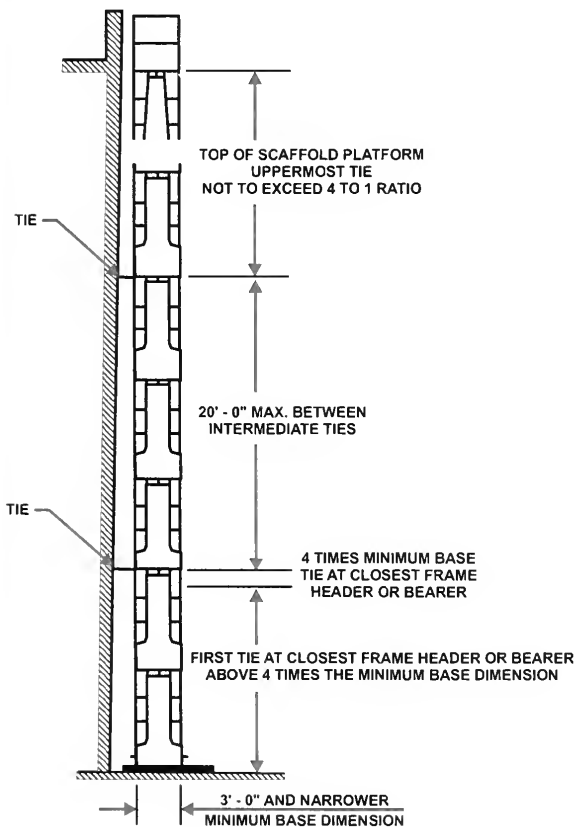 TOP OF SCAFFOLD PLATFORM
UPPERMOST TIE
NOT TO EXCEED 4 TO 1 RATIO
TIE
20' - 0" MAX. BETWEEN
INTERMEDIATE TIES
TIE
4 TIMES MINIMUM BASE
TIE AT CLOSEST FRAME
HEADER OR BEARER
FIRST TIE AT CLOSEST FRAME HEADER OR BEARER
ABOVE 4 TIMES THE MINIMUM BASE DIMENSION
3' - 0" AND NARROWER
MINIMUM BASE DIMENSION